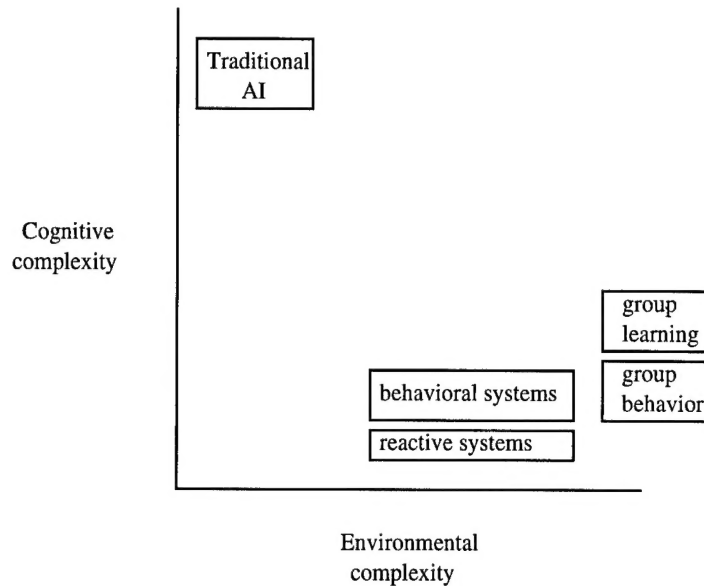 Traditional
AI
Cognitive
complexity
group
learning
group
behavior
behavioral systems
reactive systems
Environmental
complexity